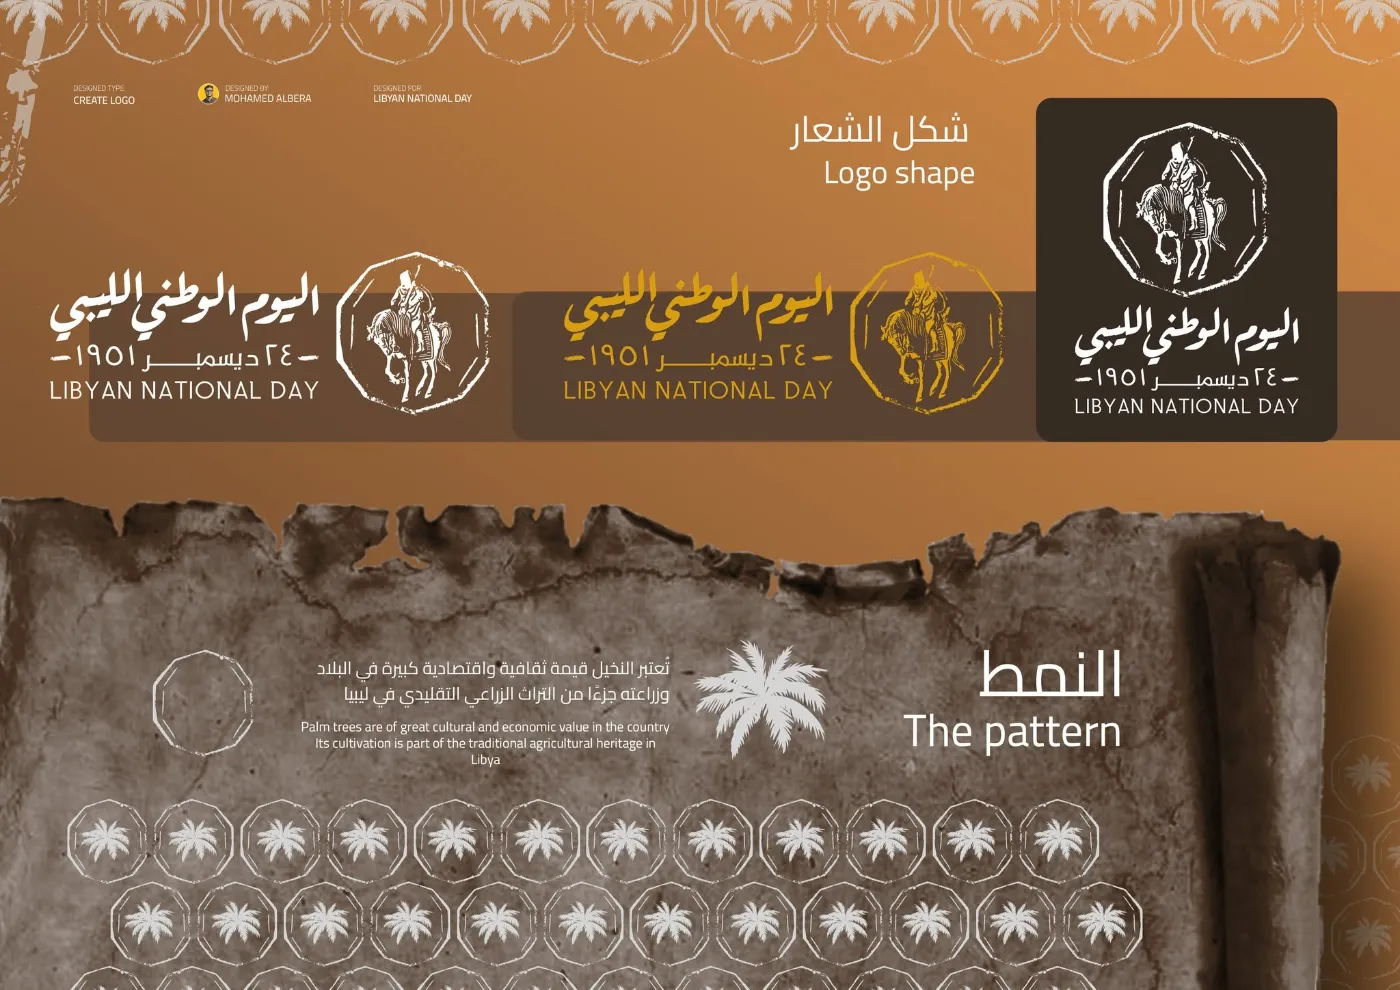 DESIGNED TYPE:
CREATE LOGO
DESIGNED BY:
MOHAMED ALBERA
DESIGNED FOR:
LIBYAN NATIONAL DAY
شكل الشعار
Logo shape
اليوم الوطني الليبي
٢٤ ديسمبر ١٩٥١
LIBYAN NATIONAL DAY
اليوم الوطني الليبي
٢٤ ديسمبر ١٩٥١
LIBYAN NATIONAL DAY
اليوم الوطني الليبي
٢٤ ديسمبر ١٩٥١
LIBYAN NATIONAL DAY
النمط
The pattern
تُعتبر النخيل قيمة ثقافية واقتصادية كبيرة في البلاد
وزراعته جزءًا من التراث الزراعي التقليدي في ليبيا
Palm trees are of great cultural and economic value in the country
Its cultivation is part of the traditional agricultural heritage in
Libya